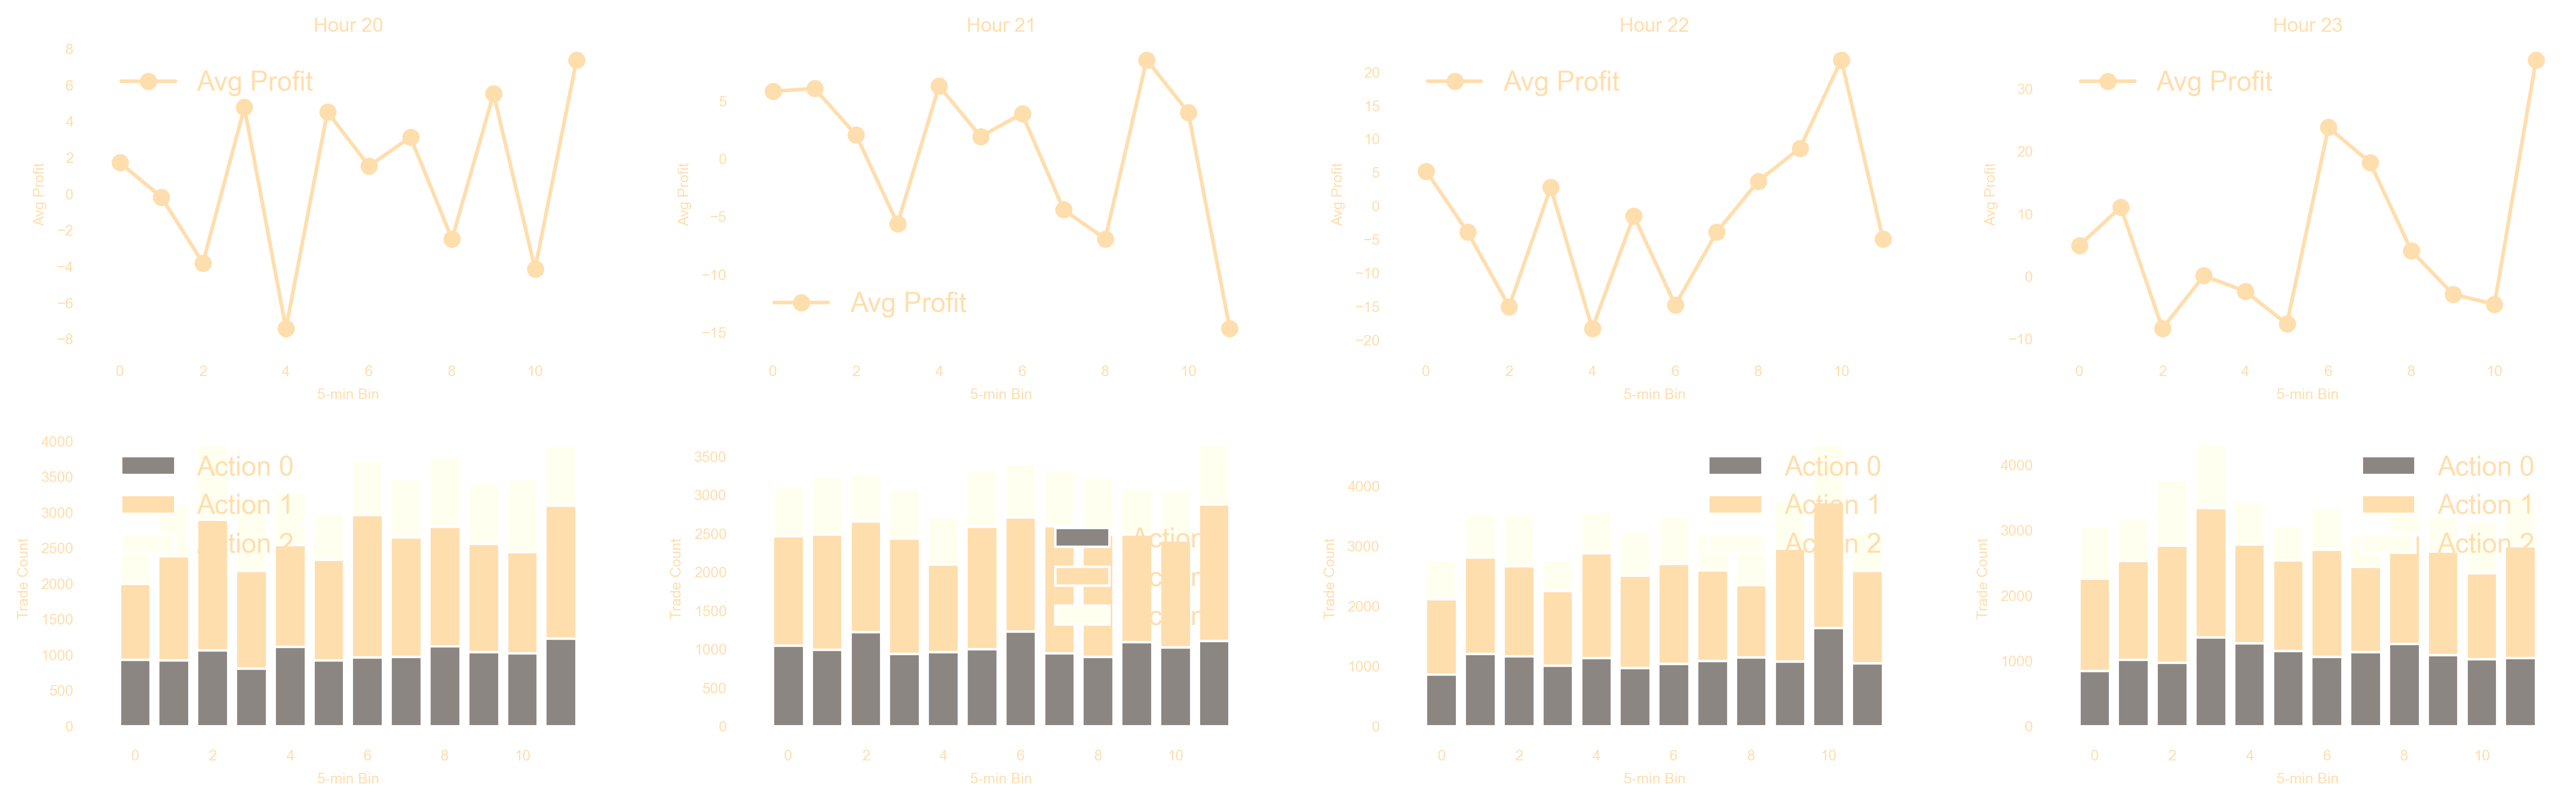 Hour 20
8
6
4
2
0
−2
−4
−6
−8
Avg Profit
Avg Profit
0 2 4 6 8 10
5-min Bin
Hour 21
5
0
−5
−10
−15
Avg Profit
Avg Profit
0 2 4 6 8 10
5-min Bin
Hour 22
20
15
10
5
0
−5
−10
−15
−20
Avg Profit
Avg Profit
0 2 4 6 8 10
5-min Bin
Hour 23
30
20
10
0
−10
Avg Profit
Avg Profit
0 2 4 6 8 10
5-min Bin
4000
3500
3000
2500
2000
1500
1000
500
0
Trade Count
Action 0
Action 1
Action 2
0 2 4 6 8 10
5-min Bin
3500
3000
2500
2000
1500
1000
500
0
Trade Count
Action
0 2 4 6 8 10
5-min Bin
4000
3000
2000
1000
0
Trade Count
Action 0
Action 1
Action 2
0 2 4 6 8 10
5-min Bin
4000
3000
2000
1000
0
Trade Count
Action 0
Action 1
Action 2
0 2 4 6 8 10
5-min Bin